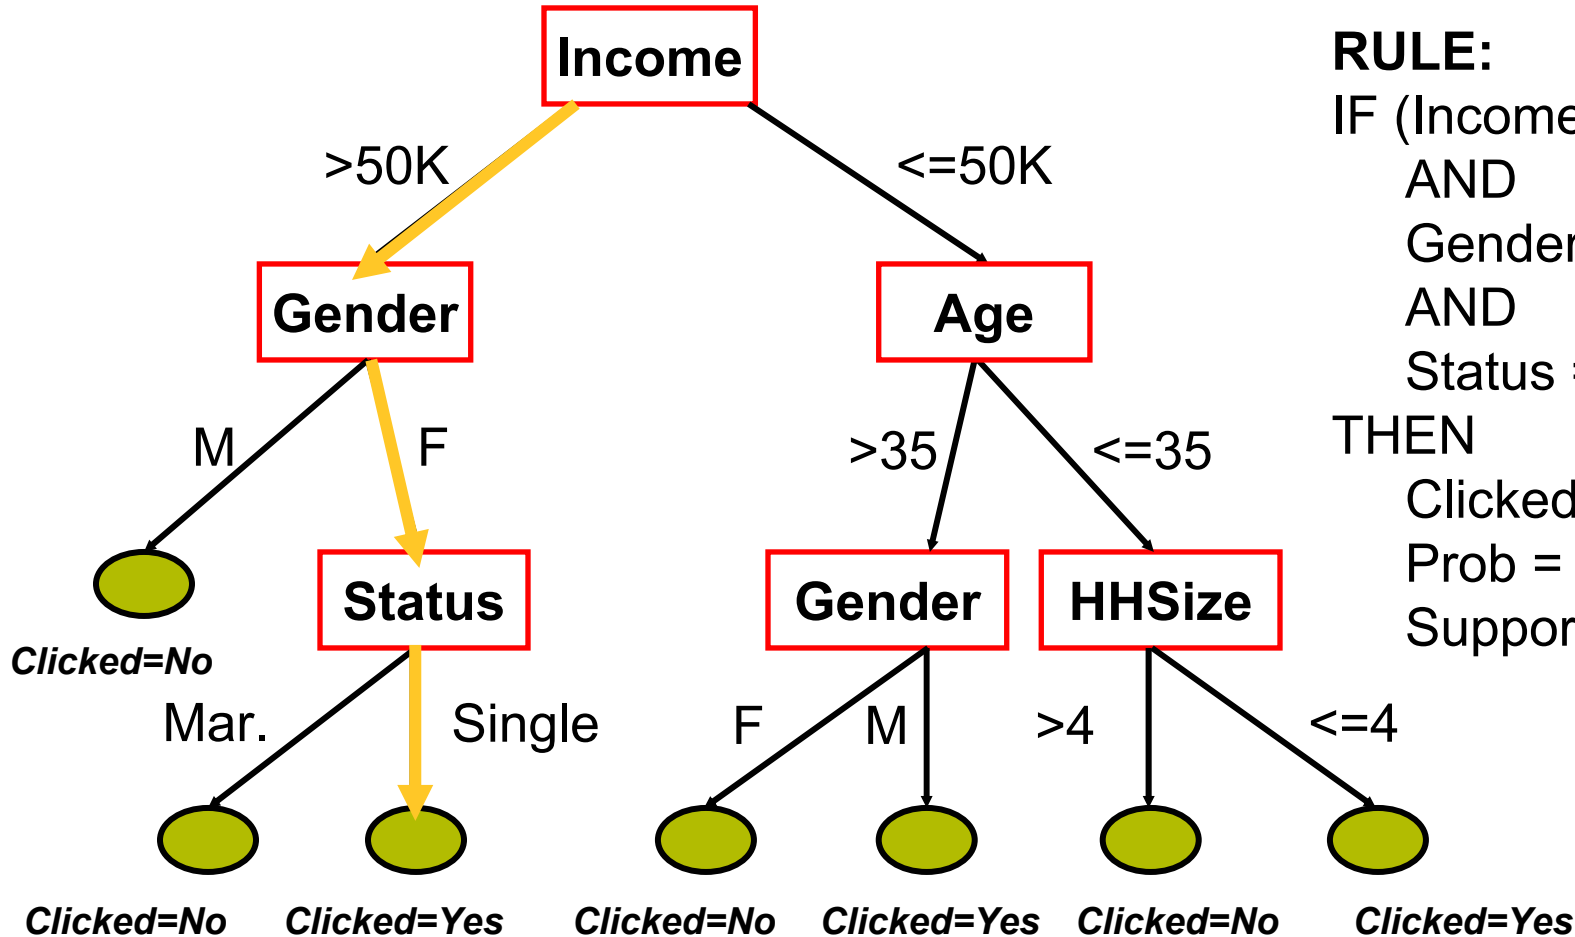 Income
>50K
<=50K
Gender
Age
M
F
>35
<=35
Status
Gender
HHSize
Clicked=No
Mar.
Single
F
M
>4
<=4
Clicked=No
Clicked=Yes
Clicked=No
Clicked=Yes
Clicked=No
Clicked=Yes
RULE:
IF (Income
AND
Gender
AND
Status =
THEN
Clicked
Prob =
Suppor